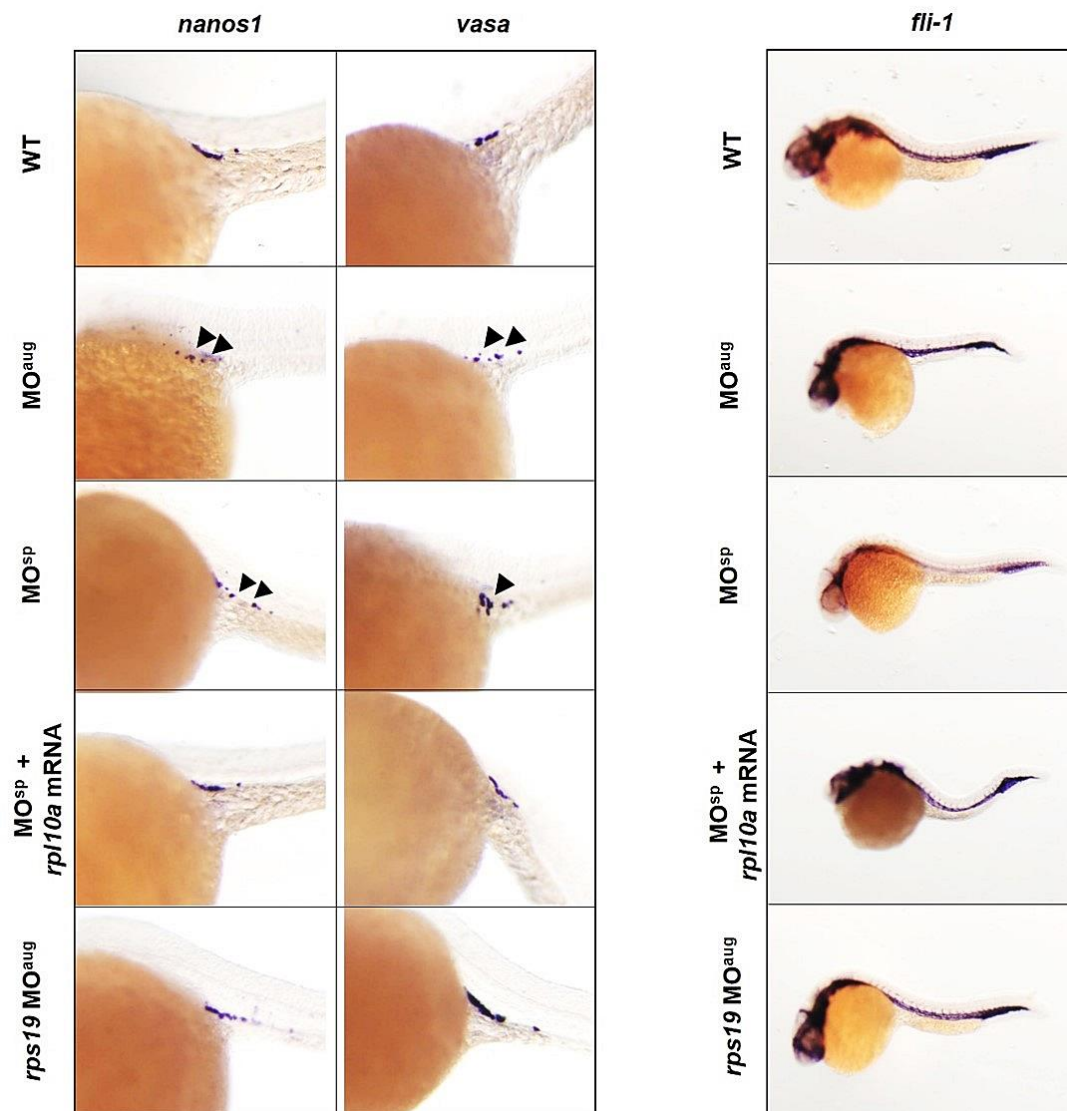 nanos1 vasa fli-1
WT WT
MOaug MOaug
MOsp MOsp
MOsp + MOsp +
rpl10a mRNA rpl10a mRNA
rps19 MOaug rps19 MOaug